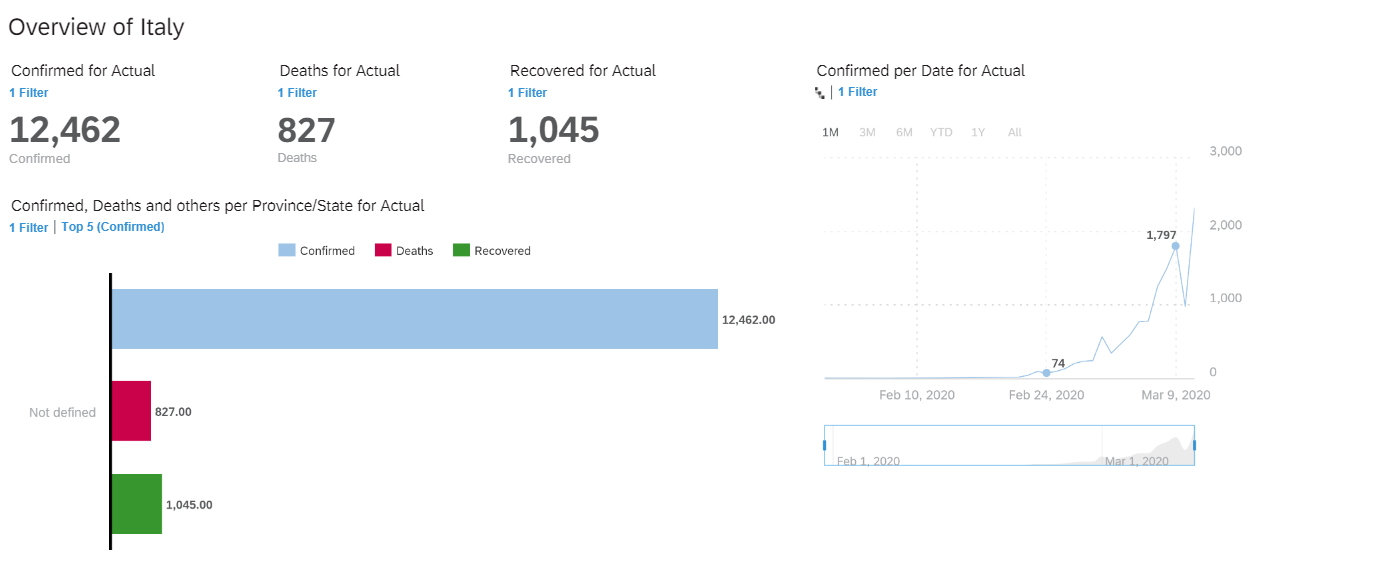 Overview of Italy
Confirmed for Actual
1 Filter
12,462
Confirmed
Deaths for Actual
1 Filter
827
Deaths
Recovered for Actual
1 Filter
1,045
Recovered
Confirmed, Deaths and others per Province/State for Actual
1 Filter | Top 5 (Confirmed)
Confirmed Deaths Recovered
12,462.00
Not defined 827.00
1,045.00
Confirmed per Date for Actual
| 1 Filter
1M 3M 6M YTD 1Y All
3,000
2,000
1,797
1,000
74
0
Feb 10, 2020 Feb 24, 2020 Mar 9, 2020
Feb 1, 2020 Mar 1, 2020